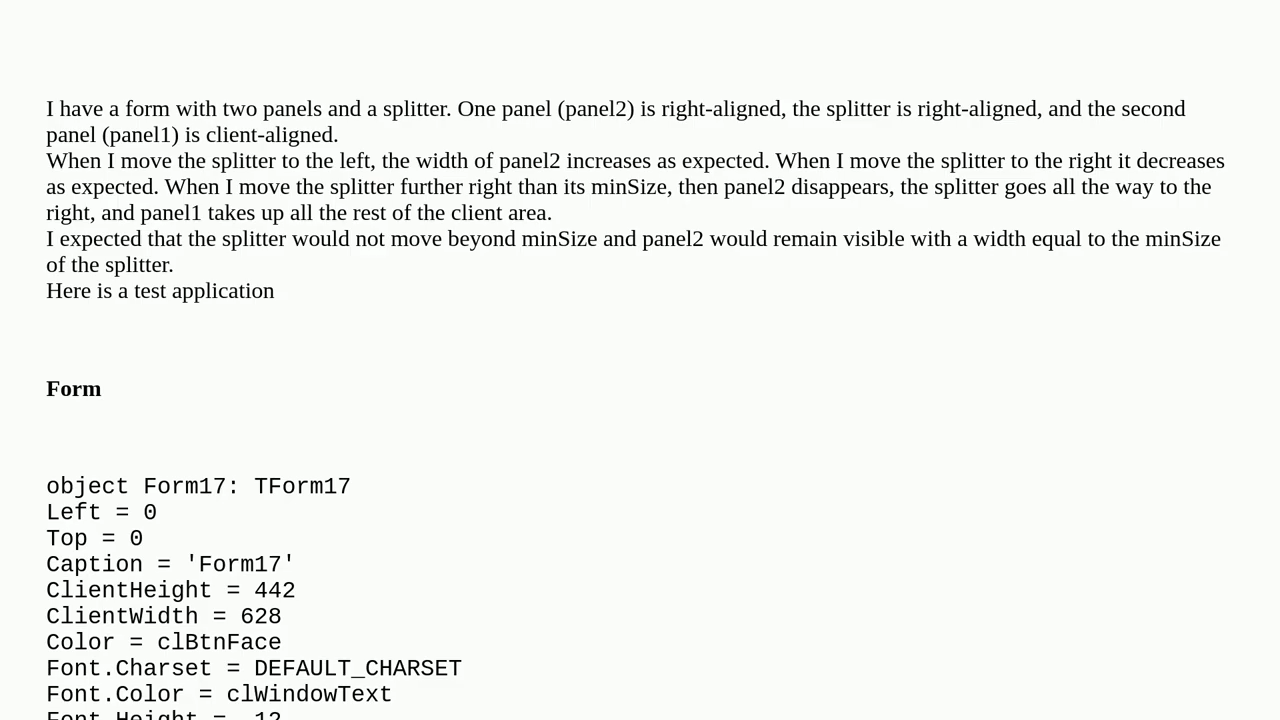 I have a form with two panels and a splitter. One panel (panel2) is right-aligned, the splitter is right-aligned, and the second
panel (panel1) is client-aligned.
When I move the splitter to the left, the width of panel2 increases as expected. When I move the splitter to the right it decreases
as expected. When I move the splitter further right than its minSize, then panel2 disappears, the splitter goes all the way to the
right, and panel1 takes up all the rest of the client area.
I expected that the splitter would not move beyond minSize and panel2 would remain visible with a width equal to the minSize
of the splitter.
Here is a test application
Form
object Form17: TForm17
Left = 0
Top = 0
Caption = 'Form17'
ClientHeight = 442
ClientWidth = 628
Color = clBtnFace
Font.Charset = DEFAULT_CHARSET
Font.Color = clWindowText
Font.Height = -12